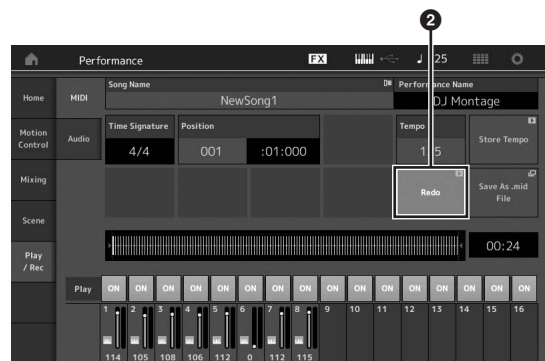 2
Performance
FX
Song Name
Performance Name
Home
MIDI
NewSong1
DJ Montage
Motion
Control
Audio
Time Signature
Position
Tempo
Store Tempo
4/4
001
:01:000
Mixing
Redo
Save As .mid
File
Scene
Play
/ Rec
00:24
Play
ON ON ON ON ON ON ON ON ON ON ON ON ON ON ON ON
1 2 3 4 5 6 7 8 9 10 11 12 13 14 15 16
114 105 108 106 112 0 112 115